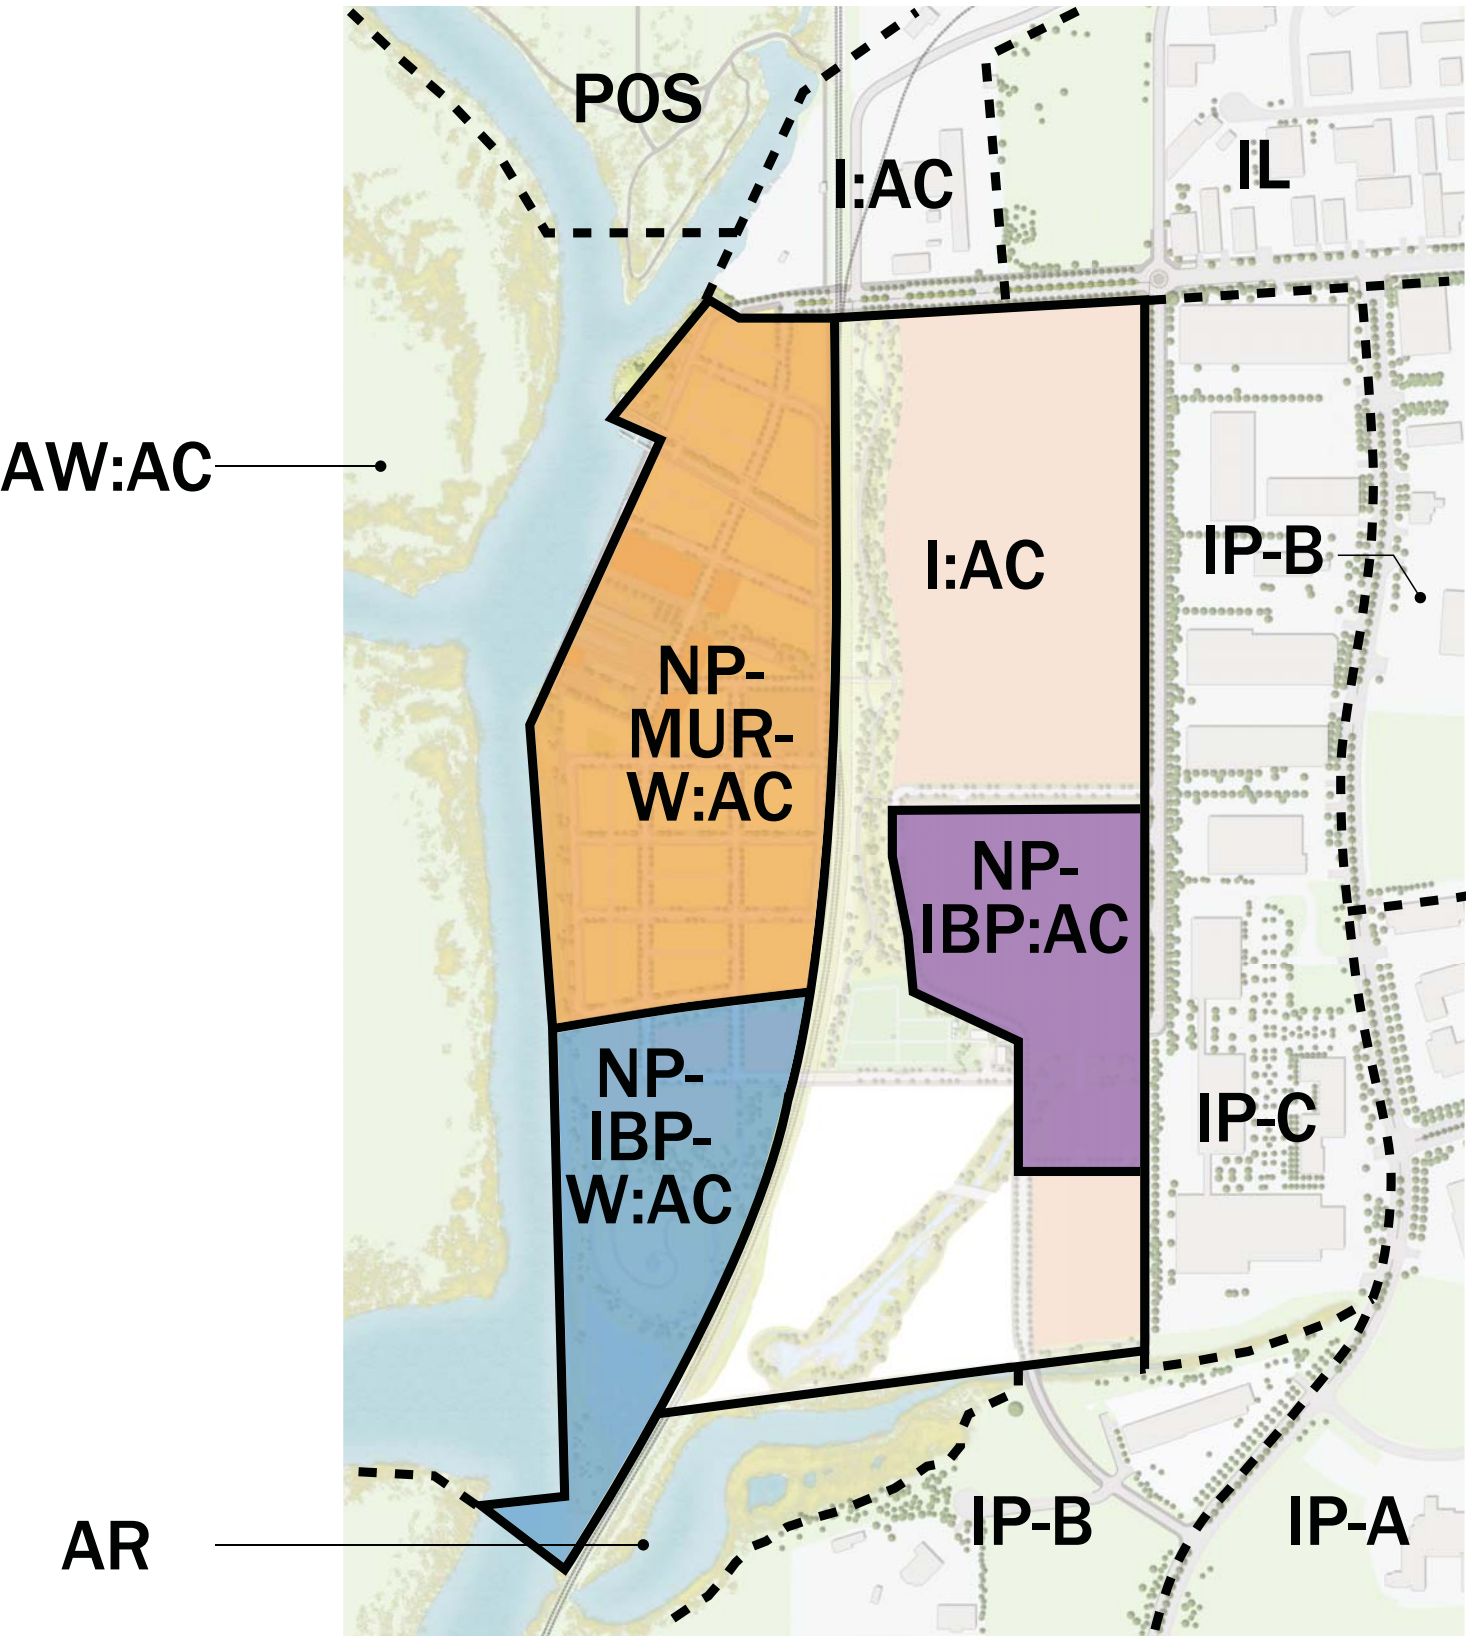 POS
I:AC
IL
AW:AC
I:AC
IP-B
NP-
MUR-
W:AC
NP-
IBP:AC
NP-
IBP-
W:AC
IP-C
AR
IP-B
IP-A